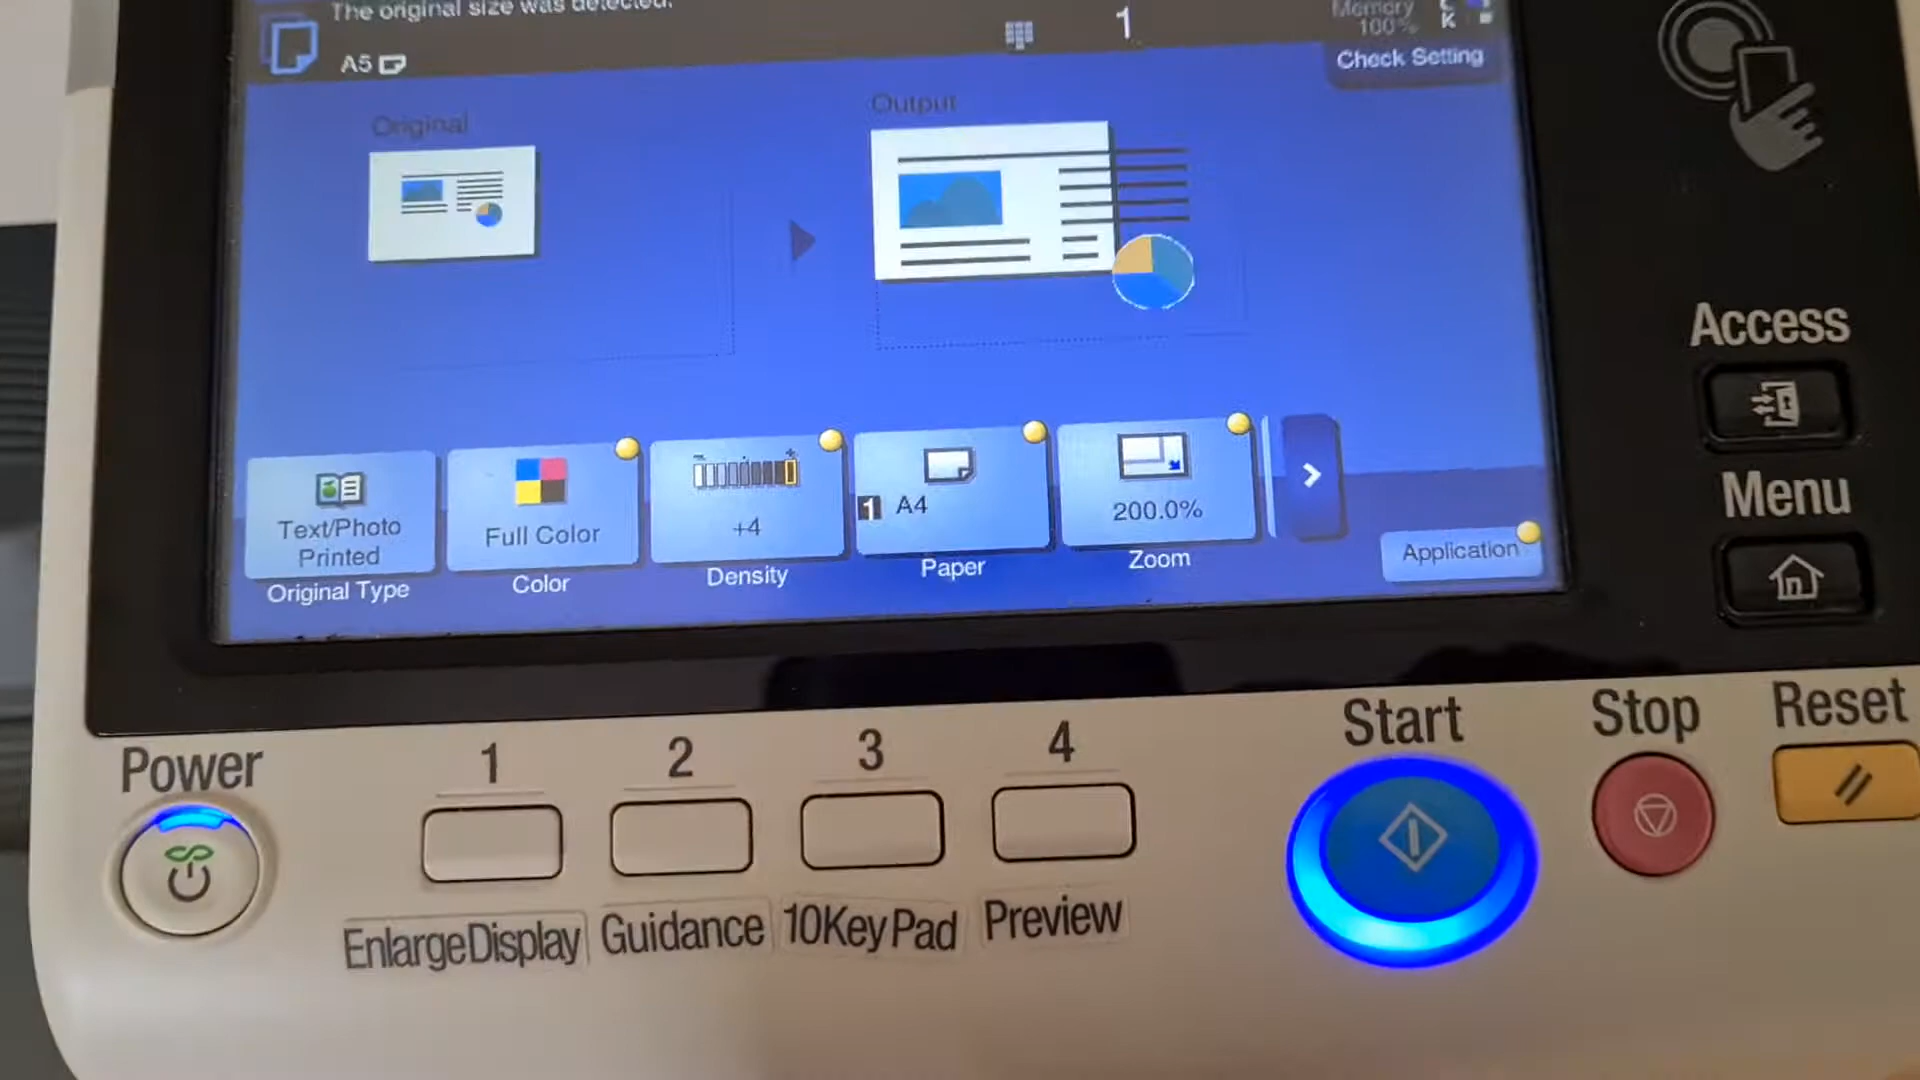 The original size was detected.
1
Memory
100%
K
A5
Check Setting
Original
Output
Text/Photo
Printed
Original Type
Full Color
Color
+4
Density
1 A4
Paper
200.0%
Zoom
Application
Access
Menu
Power
1
2
3
4
Start
Stop
Reset
EnlargeDisplay
Guidance
10KeyPad
Preview